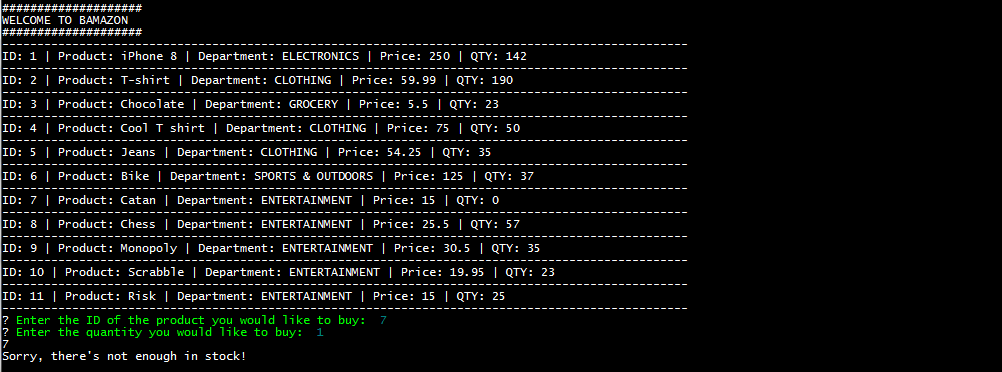 ####################
WELCOME TO BAMAZON
####################
--------------------------------------------------------------------------------------------------
ID: 1 | Product: iPhone 8 | Department: ELECTRONICS | Price: 250 | QTY: 142
--------------------------------------------------------------------------------------------------
ID: 2 | Product: T-shirt | Department: CLOTHING | Price: 59.99 | QTY: 190
--------------------------------------------------------------------------------------------------
ID: 3 | Product: Chocolate | Department: GROCERY | Price: 5.5 | QTY: 23
--------------------------------------------------------------------------------------------------
ID: 4 | Product: Cool T shirt | Department: CLOTHING | Price: 75 | QTY: 50
--------------------------------------------------------------------------------------------------
ID: 5 | Product: Jeans | Department: CLOTHING | Price: 54.25 | QTY: 35
--------------------------------------------------------------------------------------------------
ID: 6 | Product: Bike | Department: SPORTS & OUTDOORS | Price: 125 | QTY: 37
--------------------------------------------------------------------------------------------------
ID: 7 | Product: Catan | Department: ENTERTAINMENT | Price: 15 | QTY: 0
--------------------------------------------------------------------------------------------------
ID: 8 | Product: Chess | Department: ENTERTAINMENT | Price: 25.5 | QTY: 57
--------------------------------------------------------------------------------------------------
ID: 9 | Product: Monopoly | Department: ENTERTAINMENT | Price: 30.5 | QTY: 35
--------------------------------------------------------------------------------------------------
ID: 10 | Product: Scrabble | Department: ENTERTAINMENT | Price: 19.95 | QTY: 23
--------------------------------------------------------------------------------------------------
ID: 11 | Product: Risk | Department: ENTERTAINMENT | Price: 15 | QTY: 25
--------------------------------------------------------------------------------------------------
? Enter the ID of the product you would like to buy:  7
? Enter the quantity you would like to buy:  1
7
Sorry, there's not enough in stock!